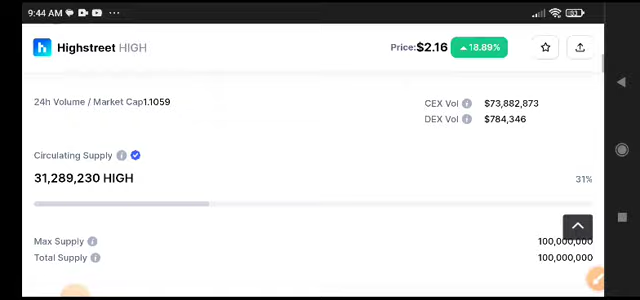 9:44 AM
Highstreet HIGH Price:$2.16 18.89%
24h Volume / Market Cap1.1059
CEX Vol $73,882,873
DEX Vol $784,346
Circulating Supply
31,289,230 HIGH 31%
Max Supply 100,000,000
Total Supply 100,000,000